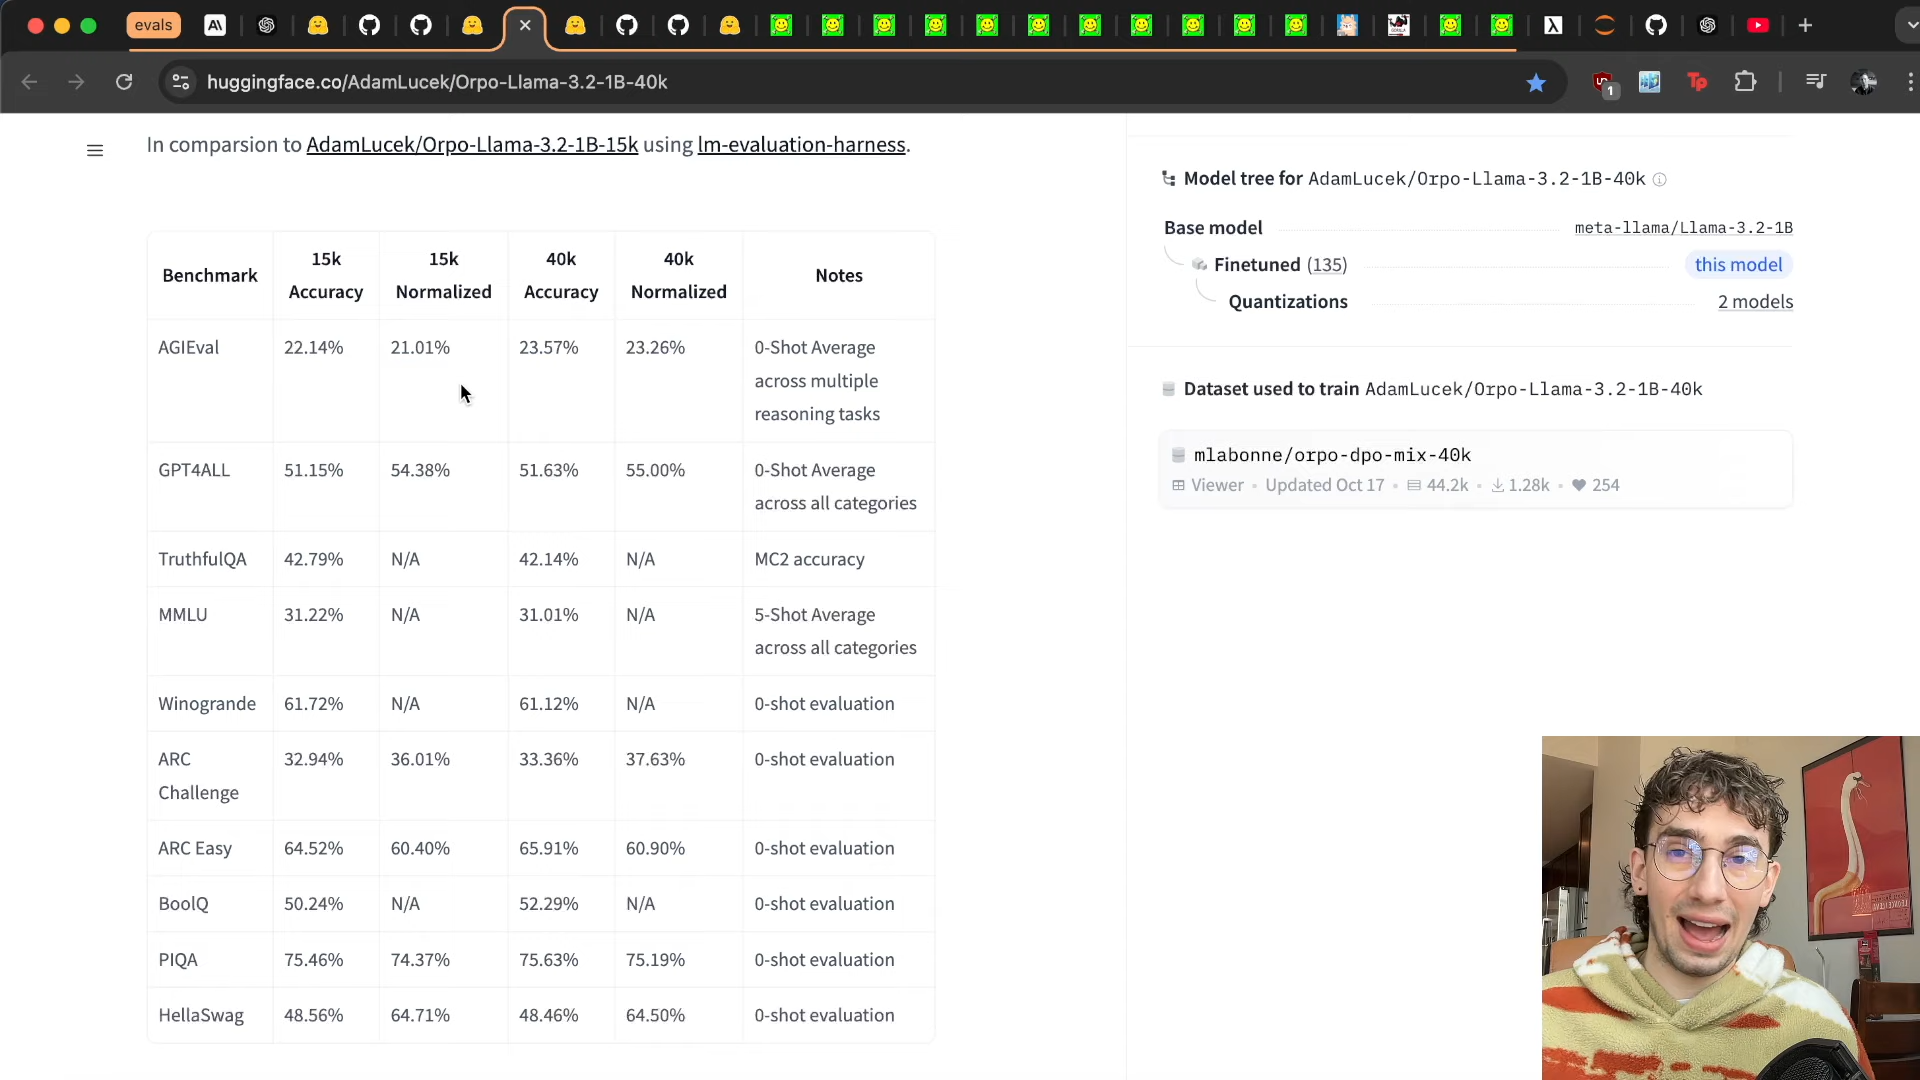 evals
huggingface.co/AdamLucek/Orpo-Llama-3.2-1B-40k
1
Tp
In comparsion to AdamLucek/Orpo-Llama-3.2-1B-15k using lm-evaluation-harness.
Benchmark 15k Accuracy 15k Normalized 40k Accuracy 40k Normalized Notes
AGIEval 22.14% 21.01% 23.57% 23.26% 0-Shot Average
across multiple
reasoning tasks
GPT4ALL 51.15% 54.38% 51.63% 55.00% 0-Shot Average
across all categories
TruthfulQA 42.79% N/A 42.14% N/A MC2 accuracy
MMLU 31.22% N/A 31.01% N/A 5-Shot Average
across all categories
Winogrande 61.72% N/A 61.12% N/A 0-shot evaluation
ARC
Challenge 32.94% 36.01% 33.36% 37.63% 0-shot evaluation
ARC Easy 64.52% 60.40% 65.91% 60.90% 0-shot evaluation
BoolQ 50.24% N/A 52.29% N/A 0-shot evaluation
PIQA 75.46% 74.37% 75.63% 75.19% 0-shot evaluation
HellaSwag 48.56% 64.71% 48.46% 64.50% 0-shot evaluation
Model tree for AdamLucek/Orpo-Llama-3.2-1B-40k
Base model meta-llama/Llama-3.2-1B
Finetuned (135) this model
Quantizations 2 models
Dataset used to train AdamLucek/Orpo-Llama-3.2-1B-40k
mlabonne/orpo-dpo-mix-40k
Viewer • Updated Oct 17 • 44.2k • 1.28k • 254